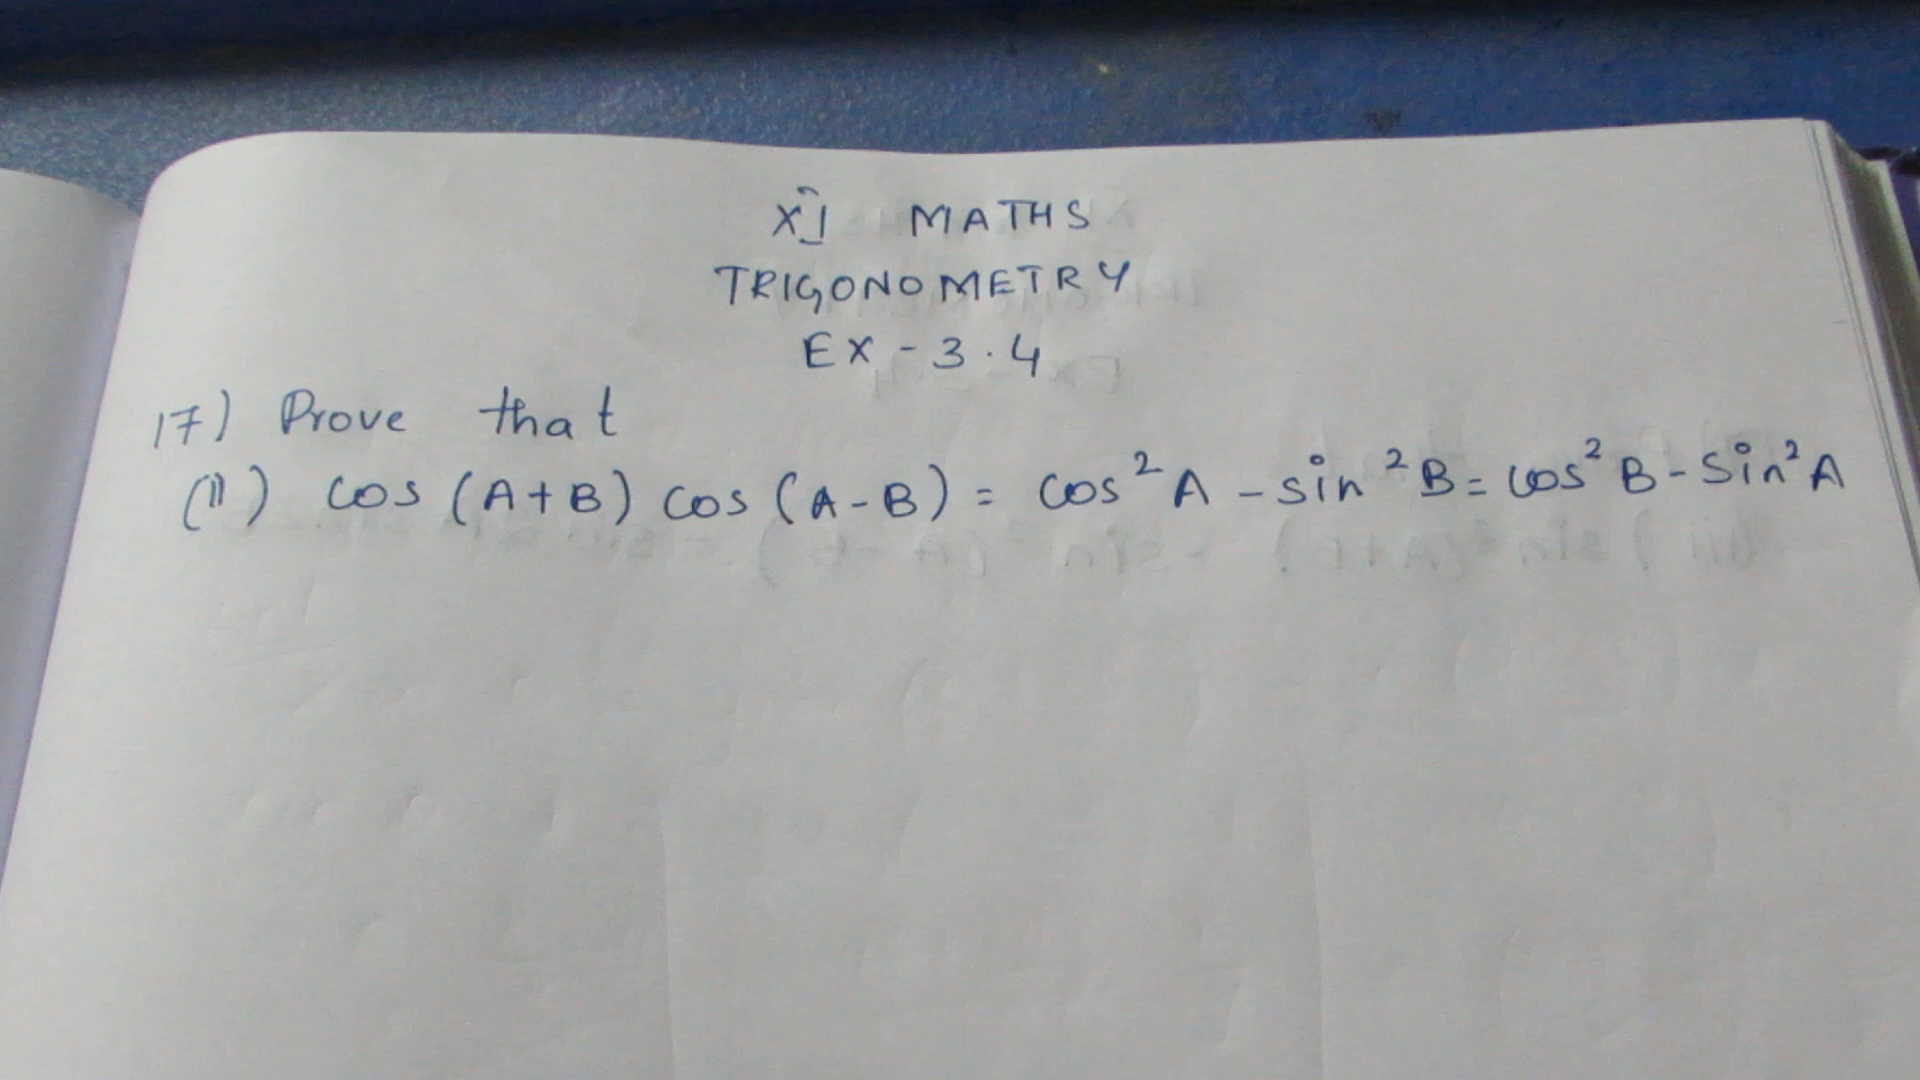 XI MATHS
TRIGONOMETRY
EX - 3.4
17) Prove that
(ii) cos (A+B) cos (A-B) = cos²A - sin²B = cos²B - Sin²A